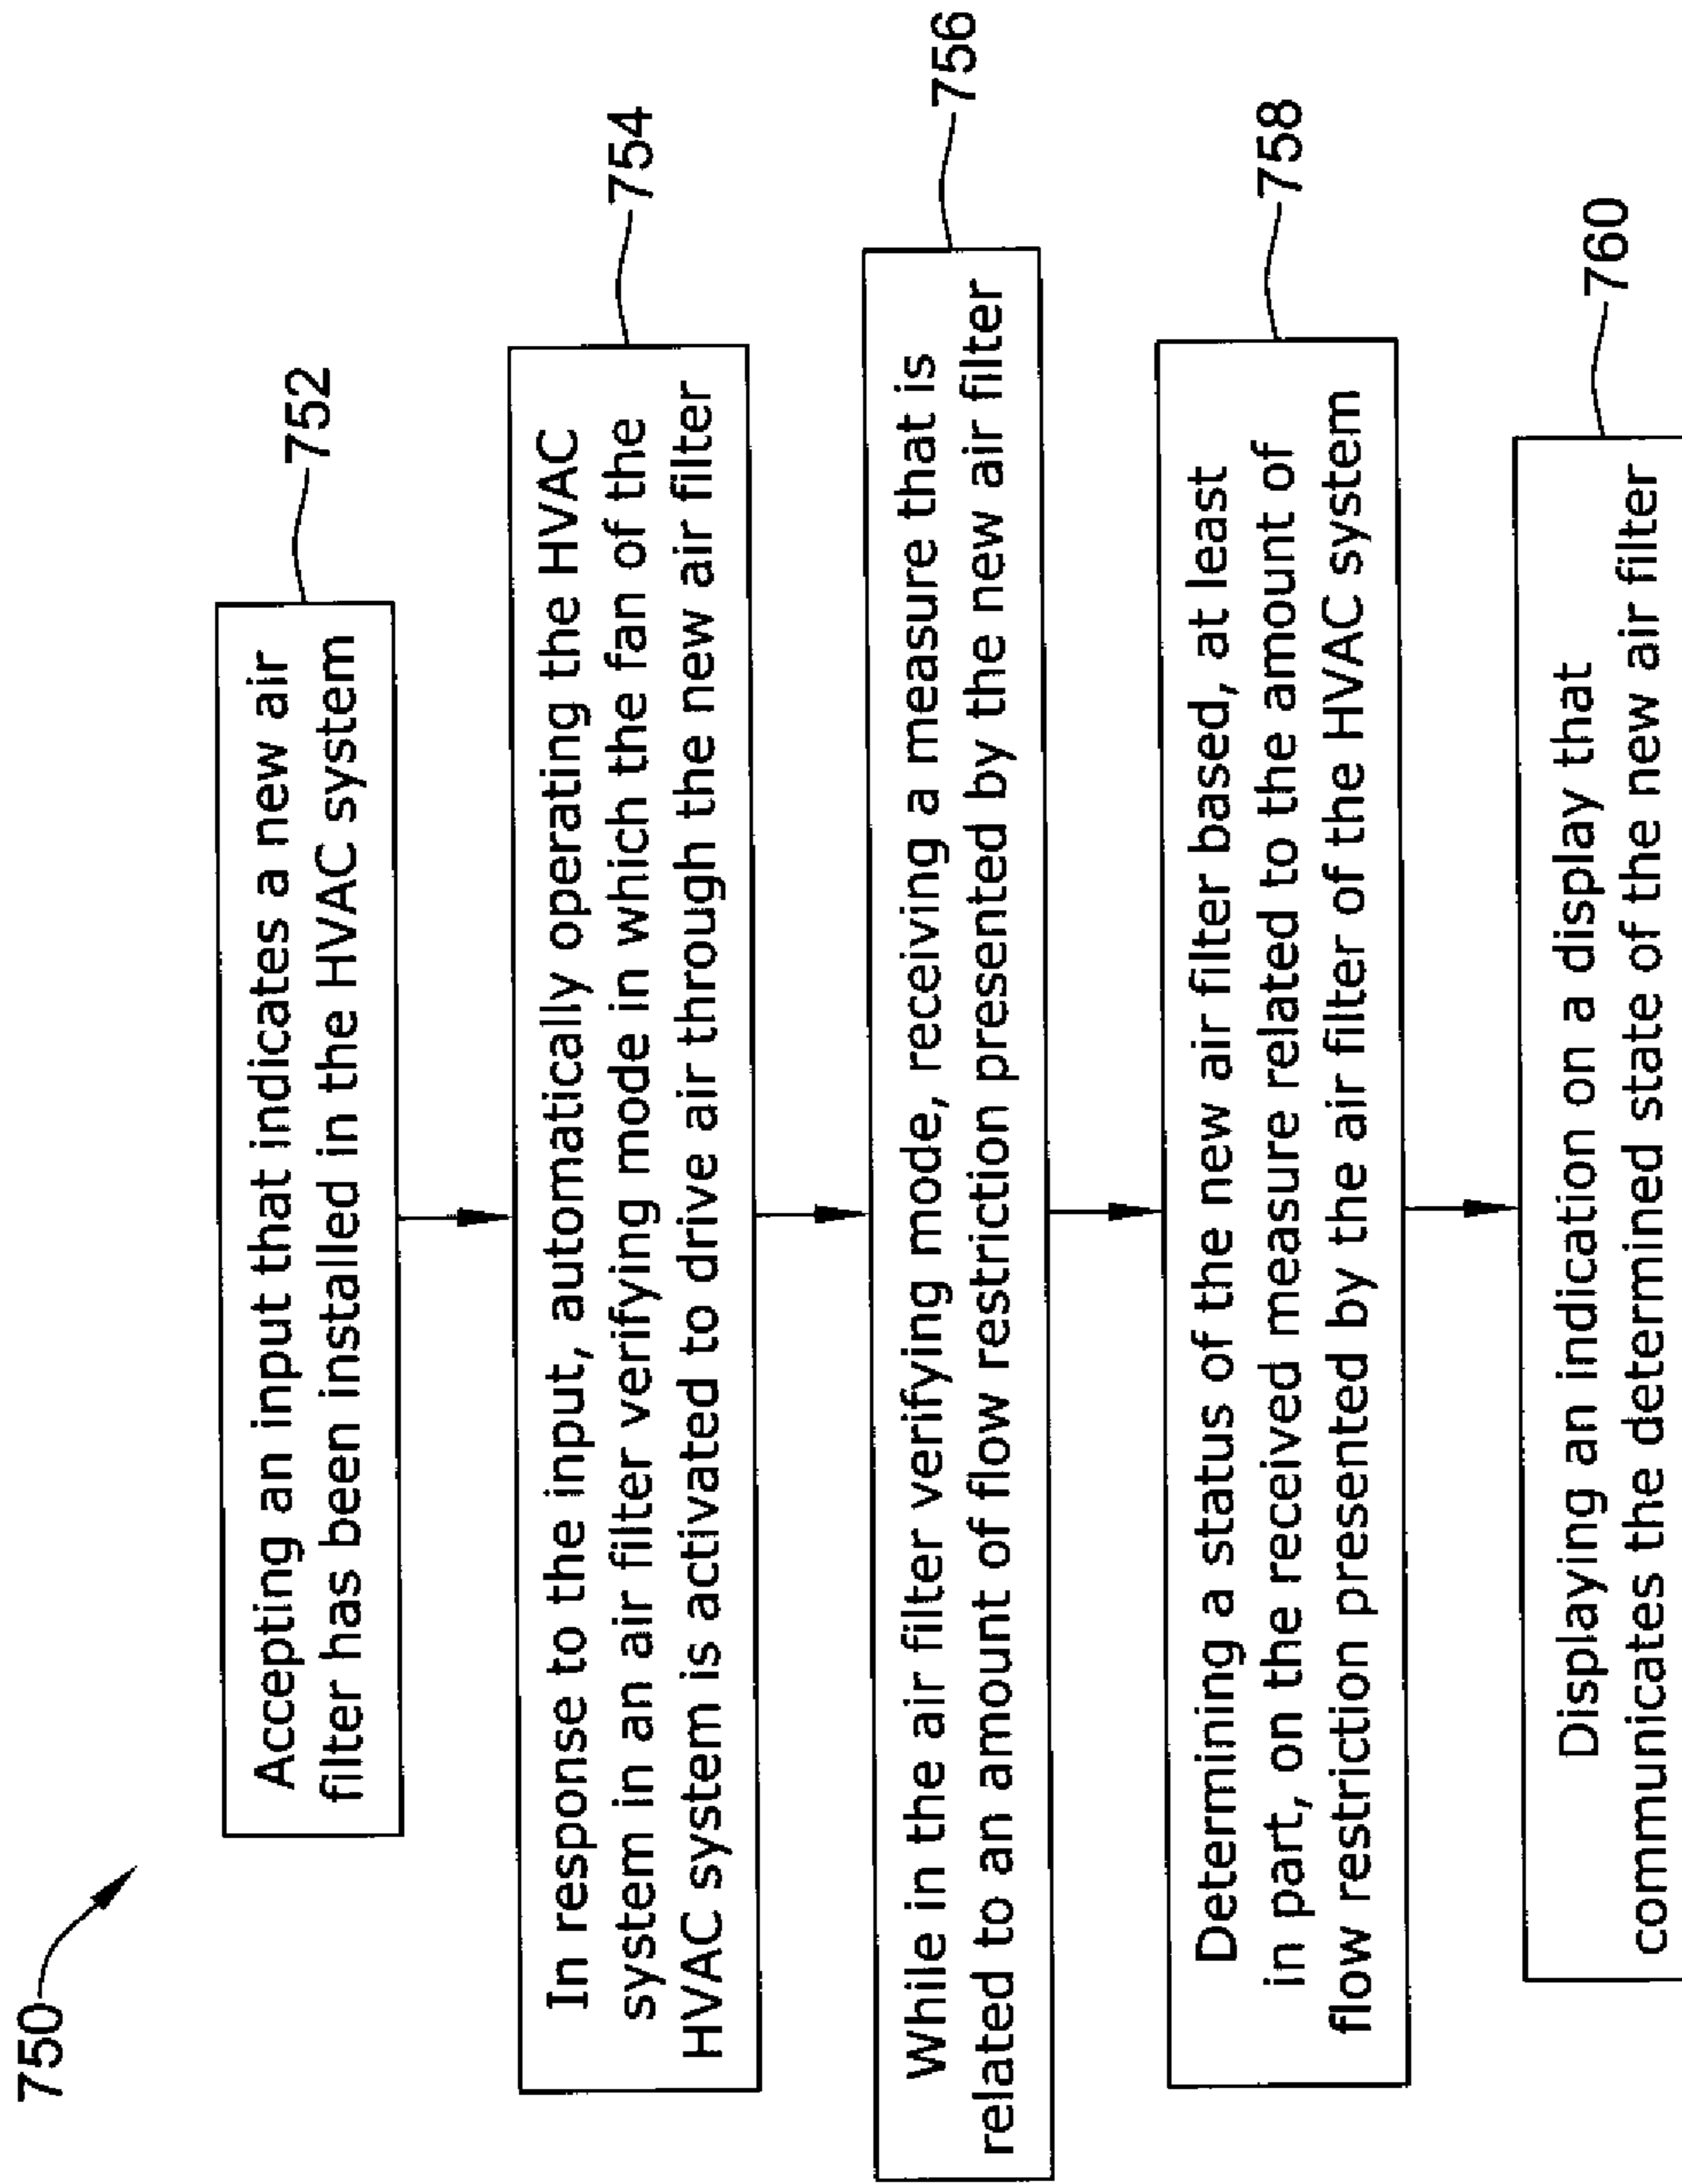 750
Accepting an input that indicates a new air
filter has been installed in the HVAC system
752
In response to the input, automatically operating the HVAC
system in an air filter verifying mode in which the fan of the
HVAC system is activated to drive air through the new air filter
754
While in the air filter verifying mode, receiving a measure that is
related to an amount of flow restriction presented by the new air filter
756
Determining a status of the new air filter based, at least
in part, on the received measure related to the amount of
flow restriction presented by the air filter of the HVAC system
758
Displaying an indication on a display that
communicates the determined state of the new air filter
760